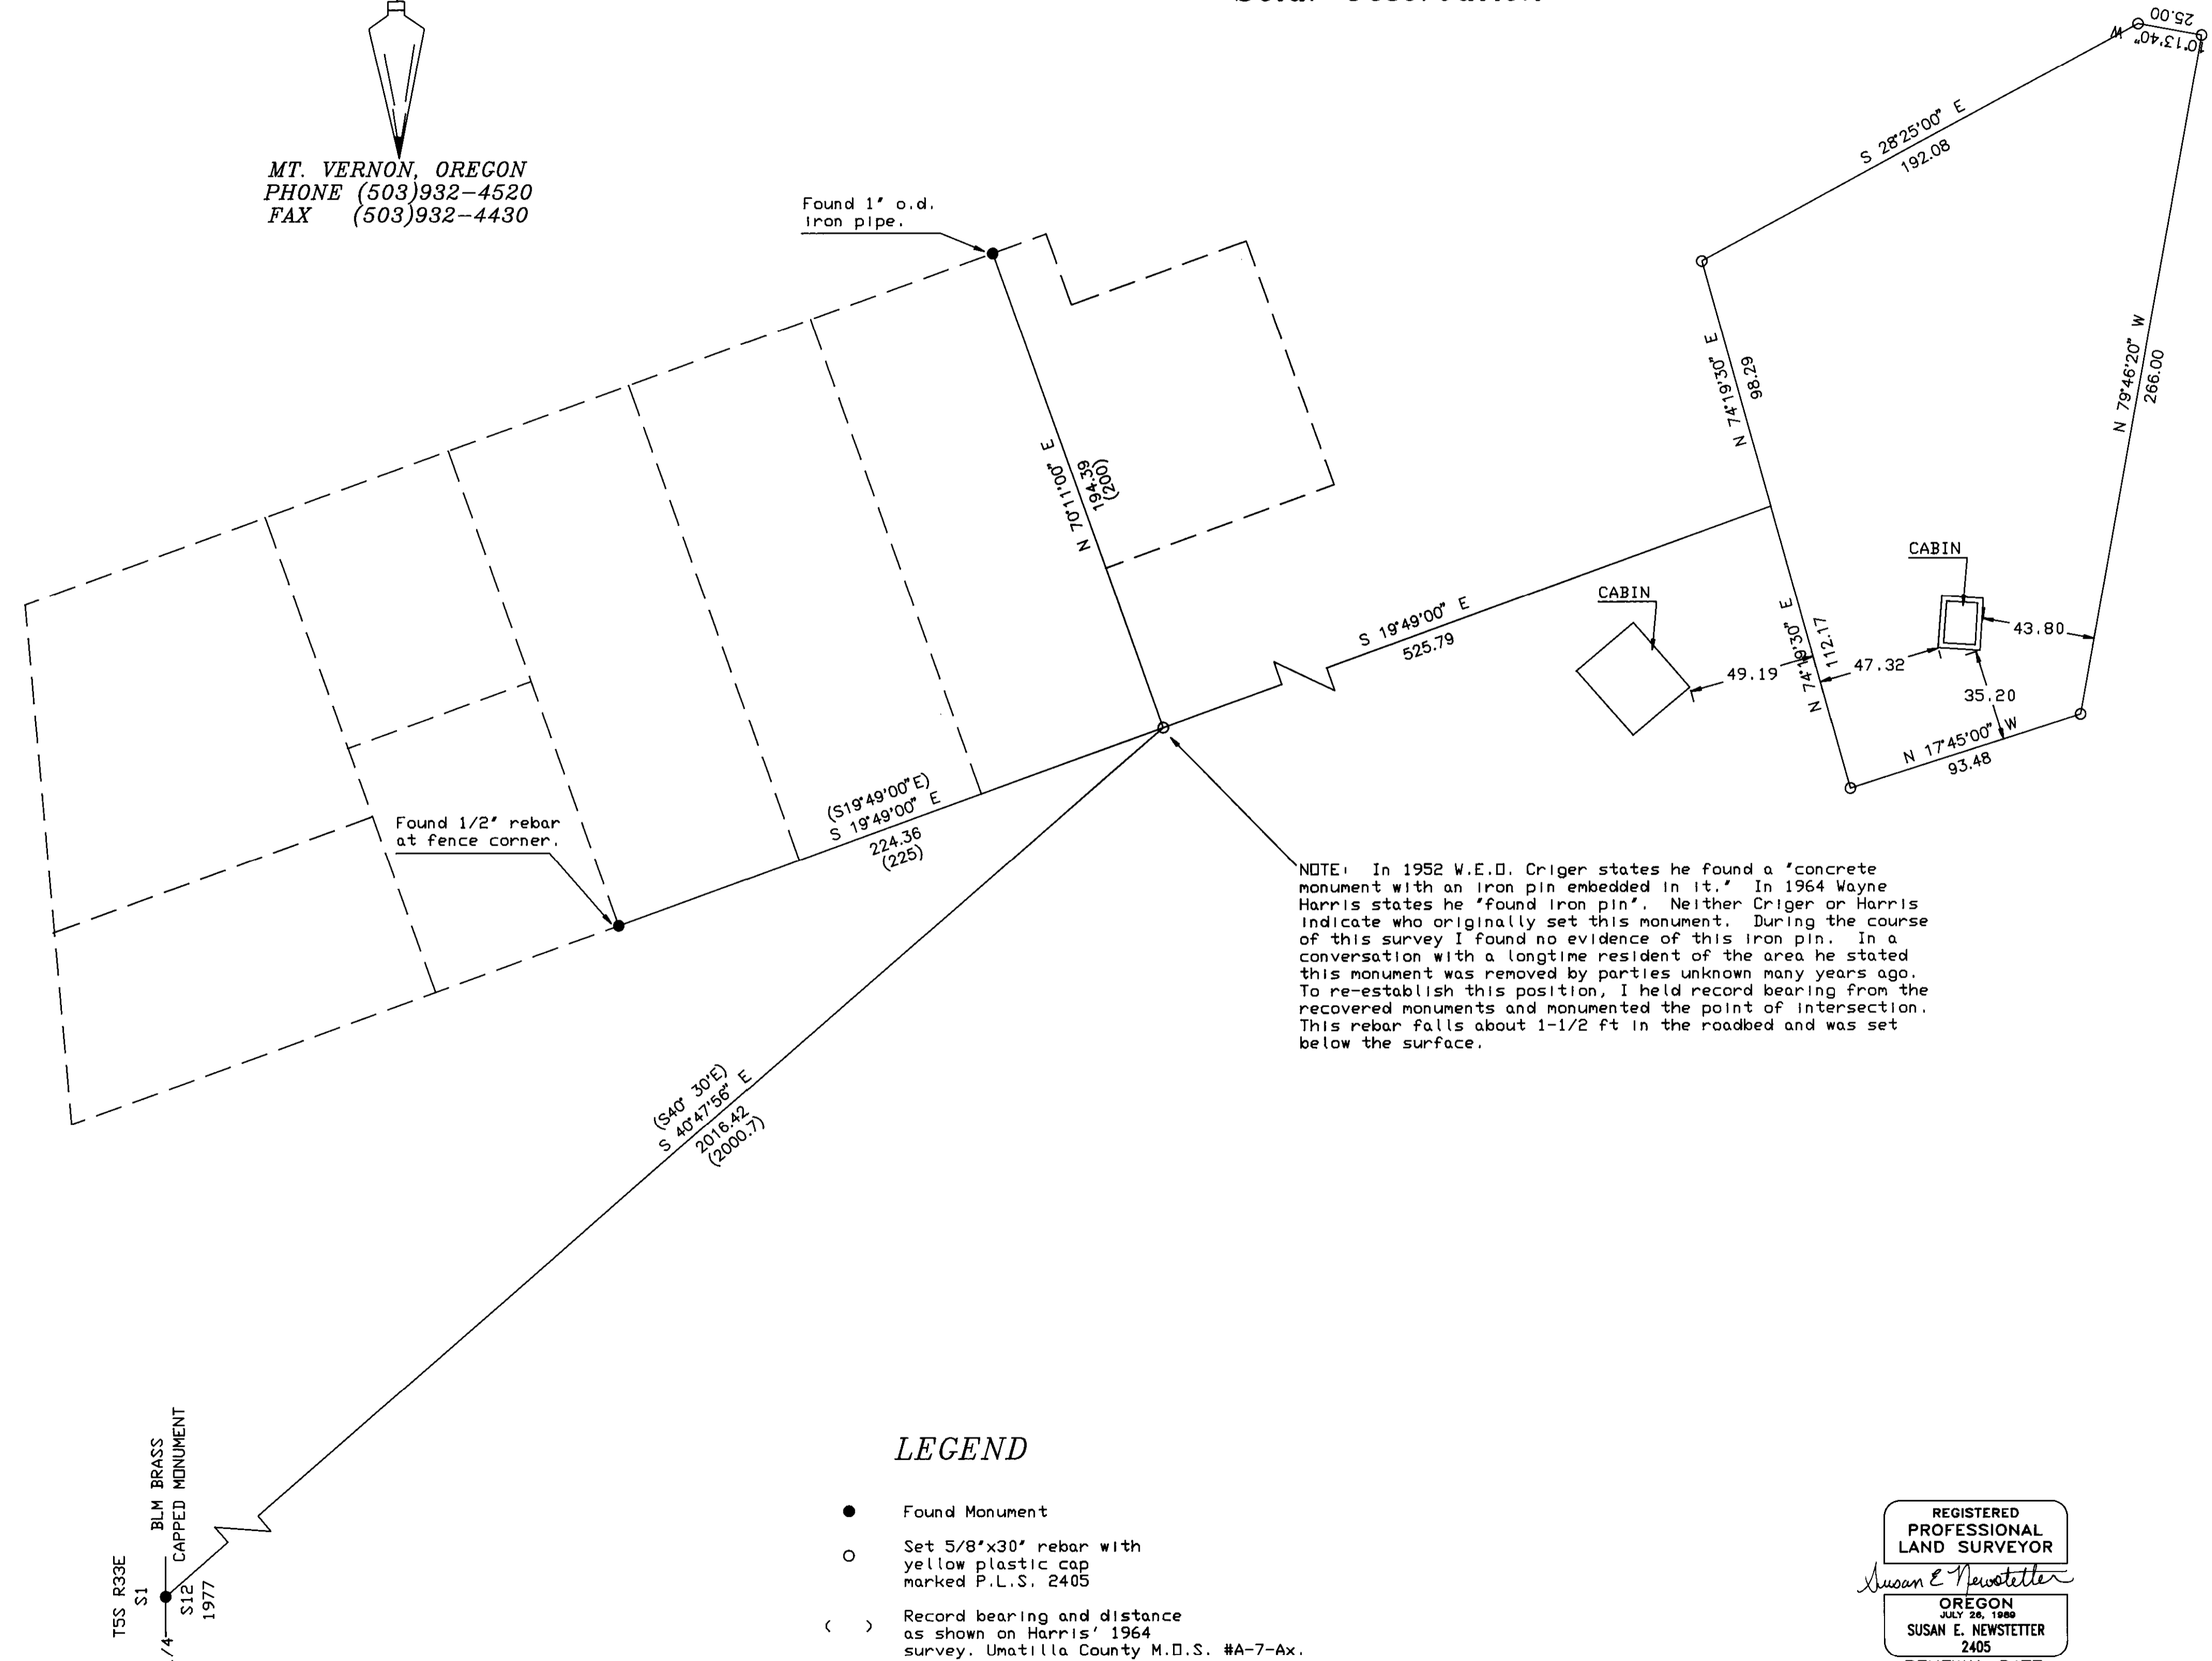 MT. VERNON, OREGON
PHONE (503)932-4520
FAX (503)932-4430
25.00
10°13'40" W
S 28°25'00" E
192.08
Found 1" o.d.
iron pipe.
N 74°19'30" E
98.29
N 79°46'20" W
266.00
N 70°11'00" E
194.39
(200)
CABIN
CABIN
S 19°49'00" E
525.79
43.80
49.19
N 74°19'30" E
112.17
47.32
35.20
N 17°45'00" W
93.48
(S19°49'00"E)
S 19°49'00" E
224.36
(225)
Found 1/2" rebar
at fence corner.
NOTE: In 1952 W.E.O. Criger states he found a "concrete
monument with an iron pin embedded in it." In 1964 Wayne
Harris states he "found iron pin". Neither Criger or Harris
indicate who originally set this monument. During the course
of this survey I found no evidence of this iron pin. In a
conversation with a longtime resident of the area he stated
this monument was removed by parties unknown many years ago.
To re-establish this position, I held record bearing from the
recovered monuments and monumented the point of intersection.
This rebar falls about 1-1/2 ft in the roadbed and was set
below the surface.
(S40° 30'E)
S 40°47'56" E
2016.42
(2000.7)
BLM BRASS
CAPPED MONUMENT
T5S R33E
S1
S12
1977
/4
LEGEND
Found Monument
Set 5/8"x30" rebar with
yellow plastic cap
marked P.L.S. 2405
( ) Record bearing and distance
as shown on Harris' 1964
survey. Umatilla County M.O.S. #A-7-Ax.
REGISTERED
PROFESSIONAL
LAND SURVEYOR
Susan E Newstetter
OREGON
JULY 26, 1989
SUSAN E. NEWSTETTER
2405